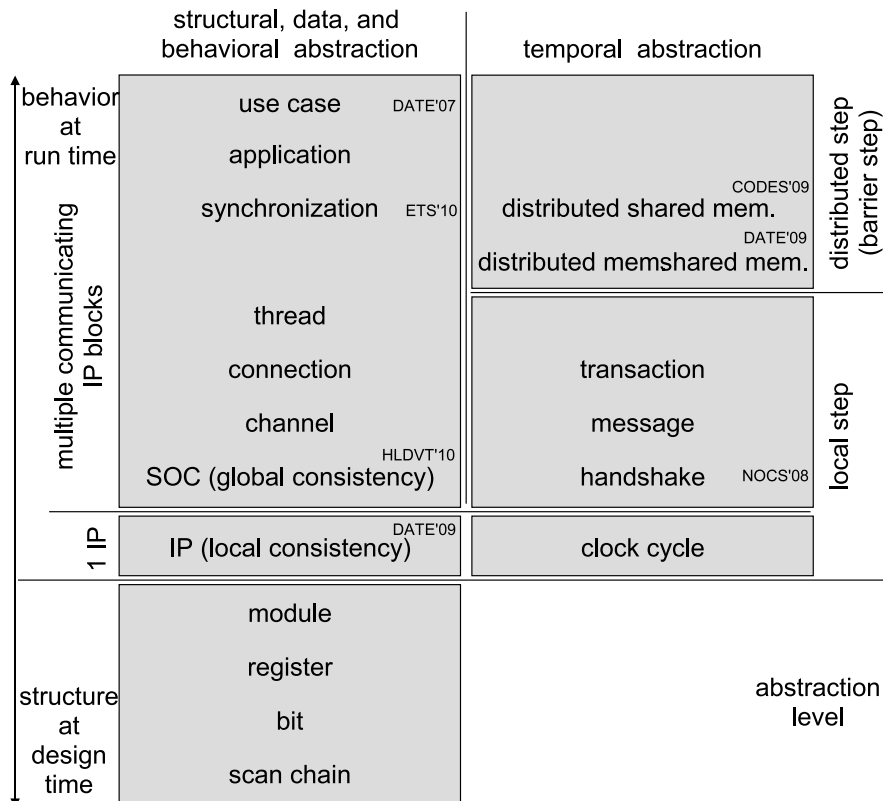 structural, data, and
behavioral abstraction
temporal abstraction
behavior
at
run time
use case
DATE'07
application
synchronization
ETS'10
CODES'09
distributed shared mem.
DATE'09
distributed memshared mem.
distributed step
(barrier step)
multiple communicating
IP blocks
thread
connection
transaction
channel
message
HLDVT'10
SOC (global consistency)
handshake
NOCS'08
local step
1 IP
DATE'09
IP (local consistency)
clock cycle
module
register
bit
scan chain
structure
at
design
time
abstraction
level